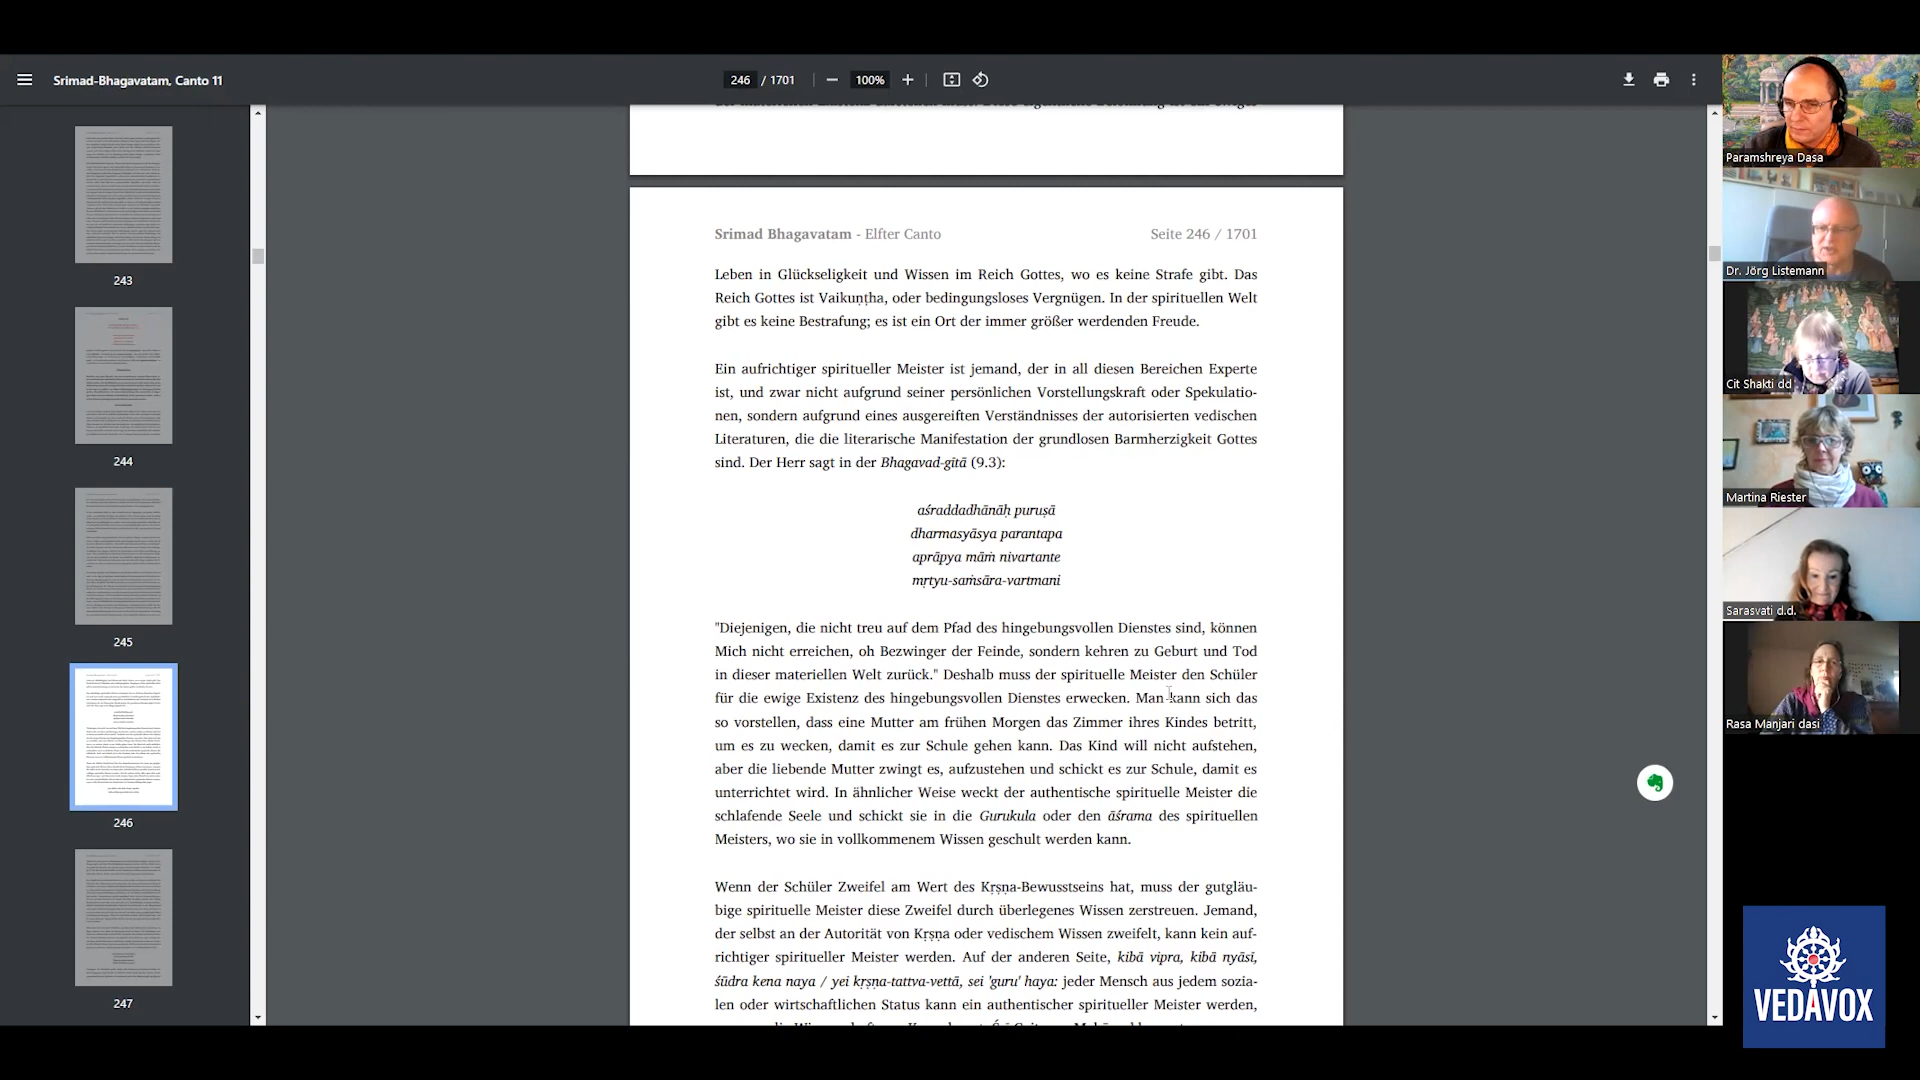 Srimad-Bhagavatam, Canto 11
246 / 1701
100%
243
244
245
246
247
Srimad Bhagavatam - Elfter Canto
Seite 246 / 1701
Leben in Glückseligkeit und Wissen im Reich Gottes, wo es keine Strafe gibt. Das
Reich Gottes ist Vaikuṇṭha, oder bedingungsloses Vergnügen. In der spirituellen Welt
gibt es keine Bestrafung; es ist ein Ort der immer größer werdenden Freude.
Ein aufrichtiger spiritueller Meister ist jemand, der in all diesen Bereichen Experte
ist, und zwar nicht aufgrund seiner persönlichen Vorstellungskraft oder Spekulatio-
nen, sondern aufgrund eines ausgereiften Verständnisses der autorisierten vedischen
Literaturen, die die literarische Manifestation der grundlosen Barmherzigkeit Gottes
sind. Der Herr sagt in der Bhagavad-gītā (9.3):
aśraddadhānāḥ puruṣā
dharmasyāsya parantapa
aprāpya māṁ nivartante
mṛtyu-saṁsāra-vartmani
"Diejenigen, die nicht treu auf dem Pfad des hingebungsvollen Dienstes sind, können
Mich nicht erreichen, oh Bezwinger der Feinde, sondern kehren zu Geburt und Tod
in dieser materiellen Welt zurück." Deshalb muss der spirituelle Meister den Schüler
für die ewige Existenz des hingebungsvollen Dienstes erwecken. Man kann sich das
so vorstellen, dass eine Mutter am frühen Morgen das Zimmer ihres Kindes betritt,
um es zu wecken, damit es zur Schule gehen kann. Das Kind will nicht aufstehen,
aber die liebende Mutter zwingt es, aufzustehen und schickt es zur Schule, damit es
unterrichtet wird. In ähnlicher Weise weckt der authentische spirituelle Meister die
schlafende Seele und schickt sie in die Gurukula oder den āśrama des spirituellen
Meisters, wo sie in vollkommenem Wissen geschult werden kann.
Wenn der Schüler Zweifel am Wert des Kṛṣṇa-Bewusstseins hat, muss der gutgläu-
bige spirituelle Meister diese Zweifel durch überlegenes Wissen zerstreuen. Jemand,
der selbst an der Autorität von Kṛṣṇa oder vedischem Wissen zweifelt, kann kein auf-
richtiger spiritueller Meister werden. Auf der anderen Seite, kibā vipra, kibā nyāsī,
śūdra kena naya / yei kṛṣṇa-tattva-vettā, sei 'guru' haya: jeder Mensch aus jedem sozia-
len oder wirtschaftlichen Status kann ein authentischer spiritueller Meister werden,
Paramshreya Dasa
Dr. Jörg Listemann
Cit Shakti dd
Martina Riester
Sarasvati d.d.
Rasa Manjari dasi
VEDAVOX